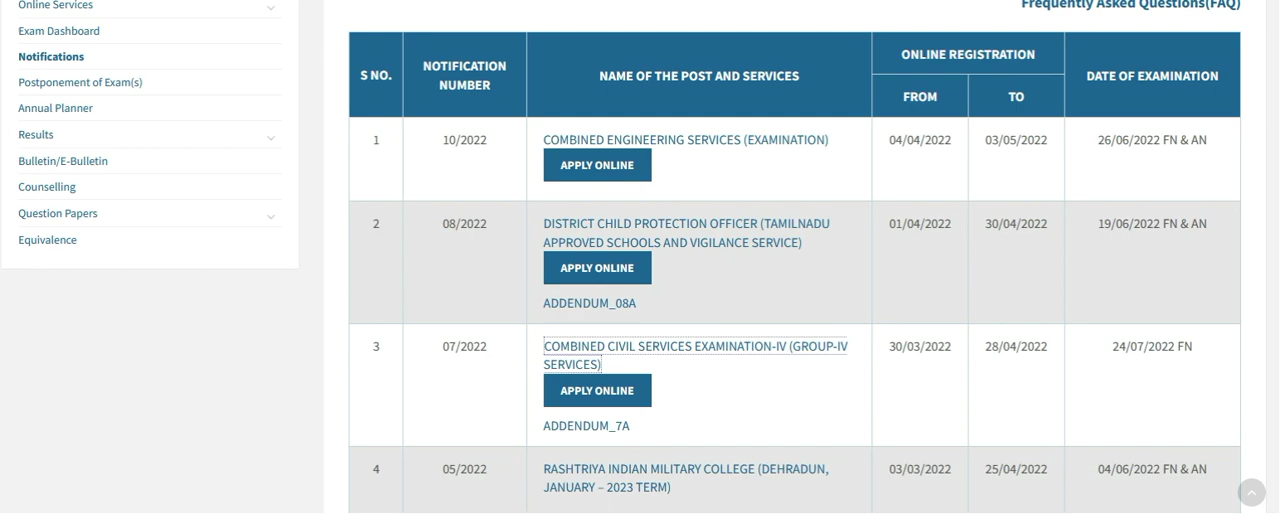 Online Services
Exam Dashboard
Notifications
Postponement of Exam(s)
Annual Planner
Results
Bulletin/E-Bulletin
Counselling
Question Papers
Equivalence
Frequently Asked Questions(FAQ)
S NO. NOTIFICATION NUMBER NAME OF THE POST AND SERVICES ONLINE REGISTRATION DATE OF EXAMINATION
FROM TO
1 10/2022 COMBINED ENGINEERING SERVICES (EXAMINATION) 04/04/2022 03/05/2022 26/06/2022 FN & AN
APPLY ONLINE
2 08/2022 DISTRICT CHILD PROTECTION OFFICER (TAMILNADU 01/04/2022 30/04/2022 19/06/2022 FN & AN
APPROVED SCHOOLS AND VIGILANCE SERVICE)
APPLY ONLINE
ADDENDUM_08A
3 07/2022 COMBINED CIVIL SERVICES EXAMINATION-IV (GROUP-IV 30/03/2022 28/04/2022 24/07/2022 FN
SERVICES)
APPLY ONLINE
ADDENDUM_7A
4 05/2022 RASHTRIYA INDIAN MILITARY COLLEGE (DEHRADUN, 03/03/2022 25/04/2022 04/06/2022 FN & AN
JANUARY – 2023 TERM)